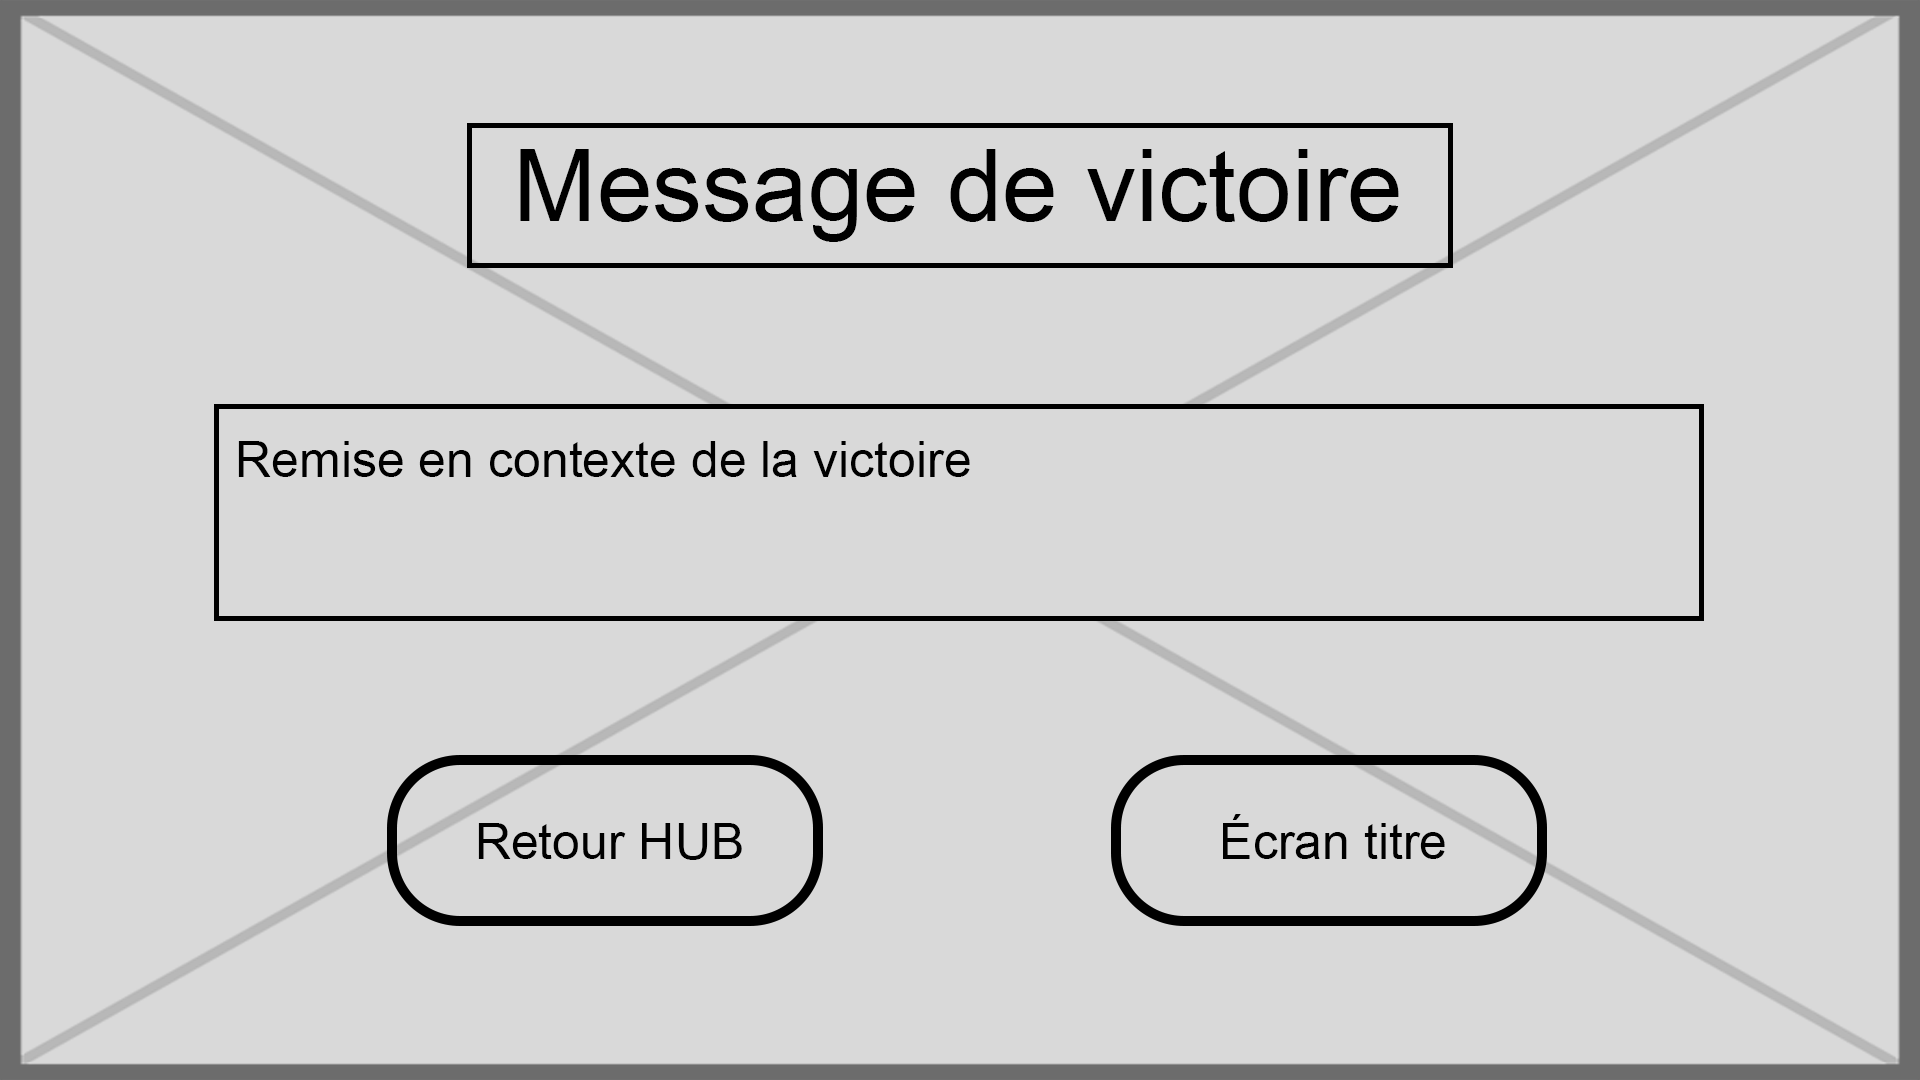 Message de victoire
Remise en contexte de la victoire
Retour HUB
Écran titre